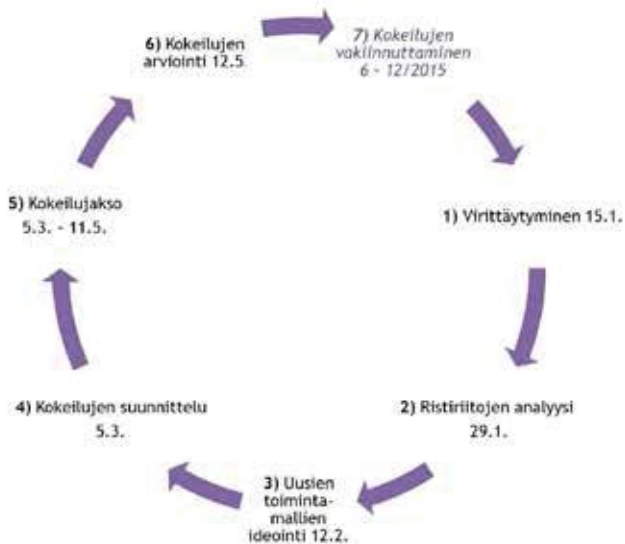 6) Kokeilujen
arviointi 12.5
7) Kokeilujen
vakiinnuttaminen
6 - 12/2015
5) Kokeilujakso
5.3. - 11.5.
1) Virittäytyminen 15.1.
4) Kokeilujen suunnittelu
5.3.
2) Ristiriitojen analyysi
29.1.
3) Uusien
toiminta-
mallien
ideointi 12.2.